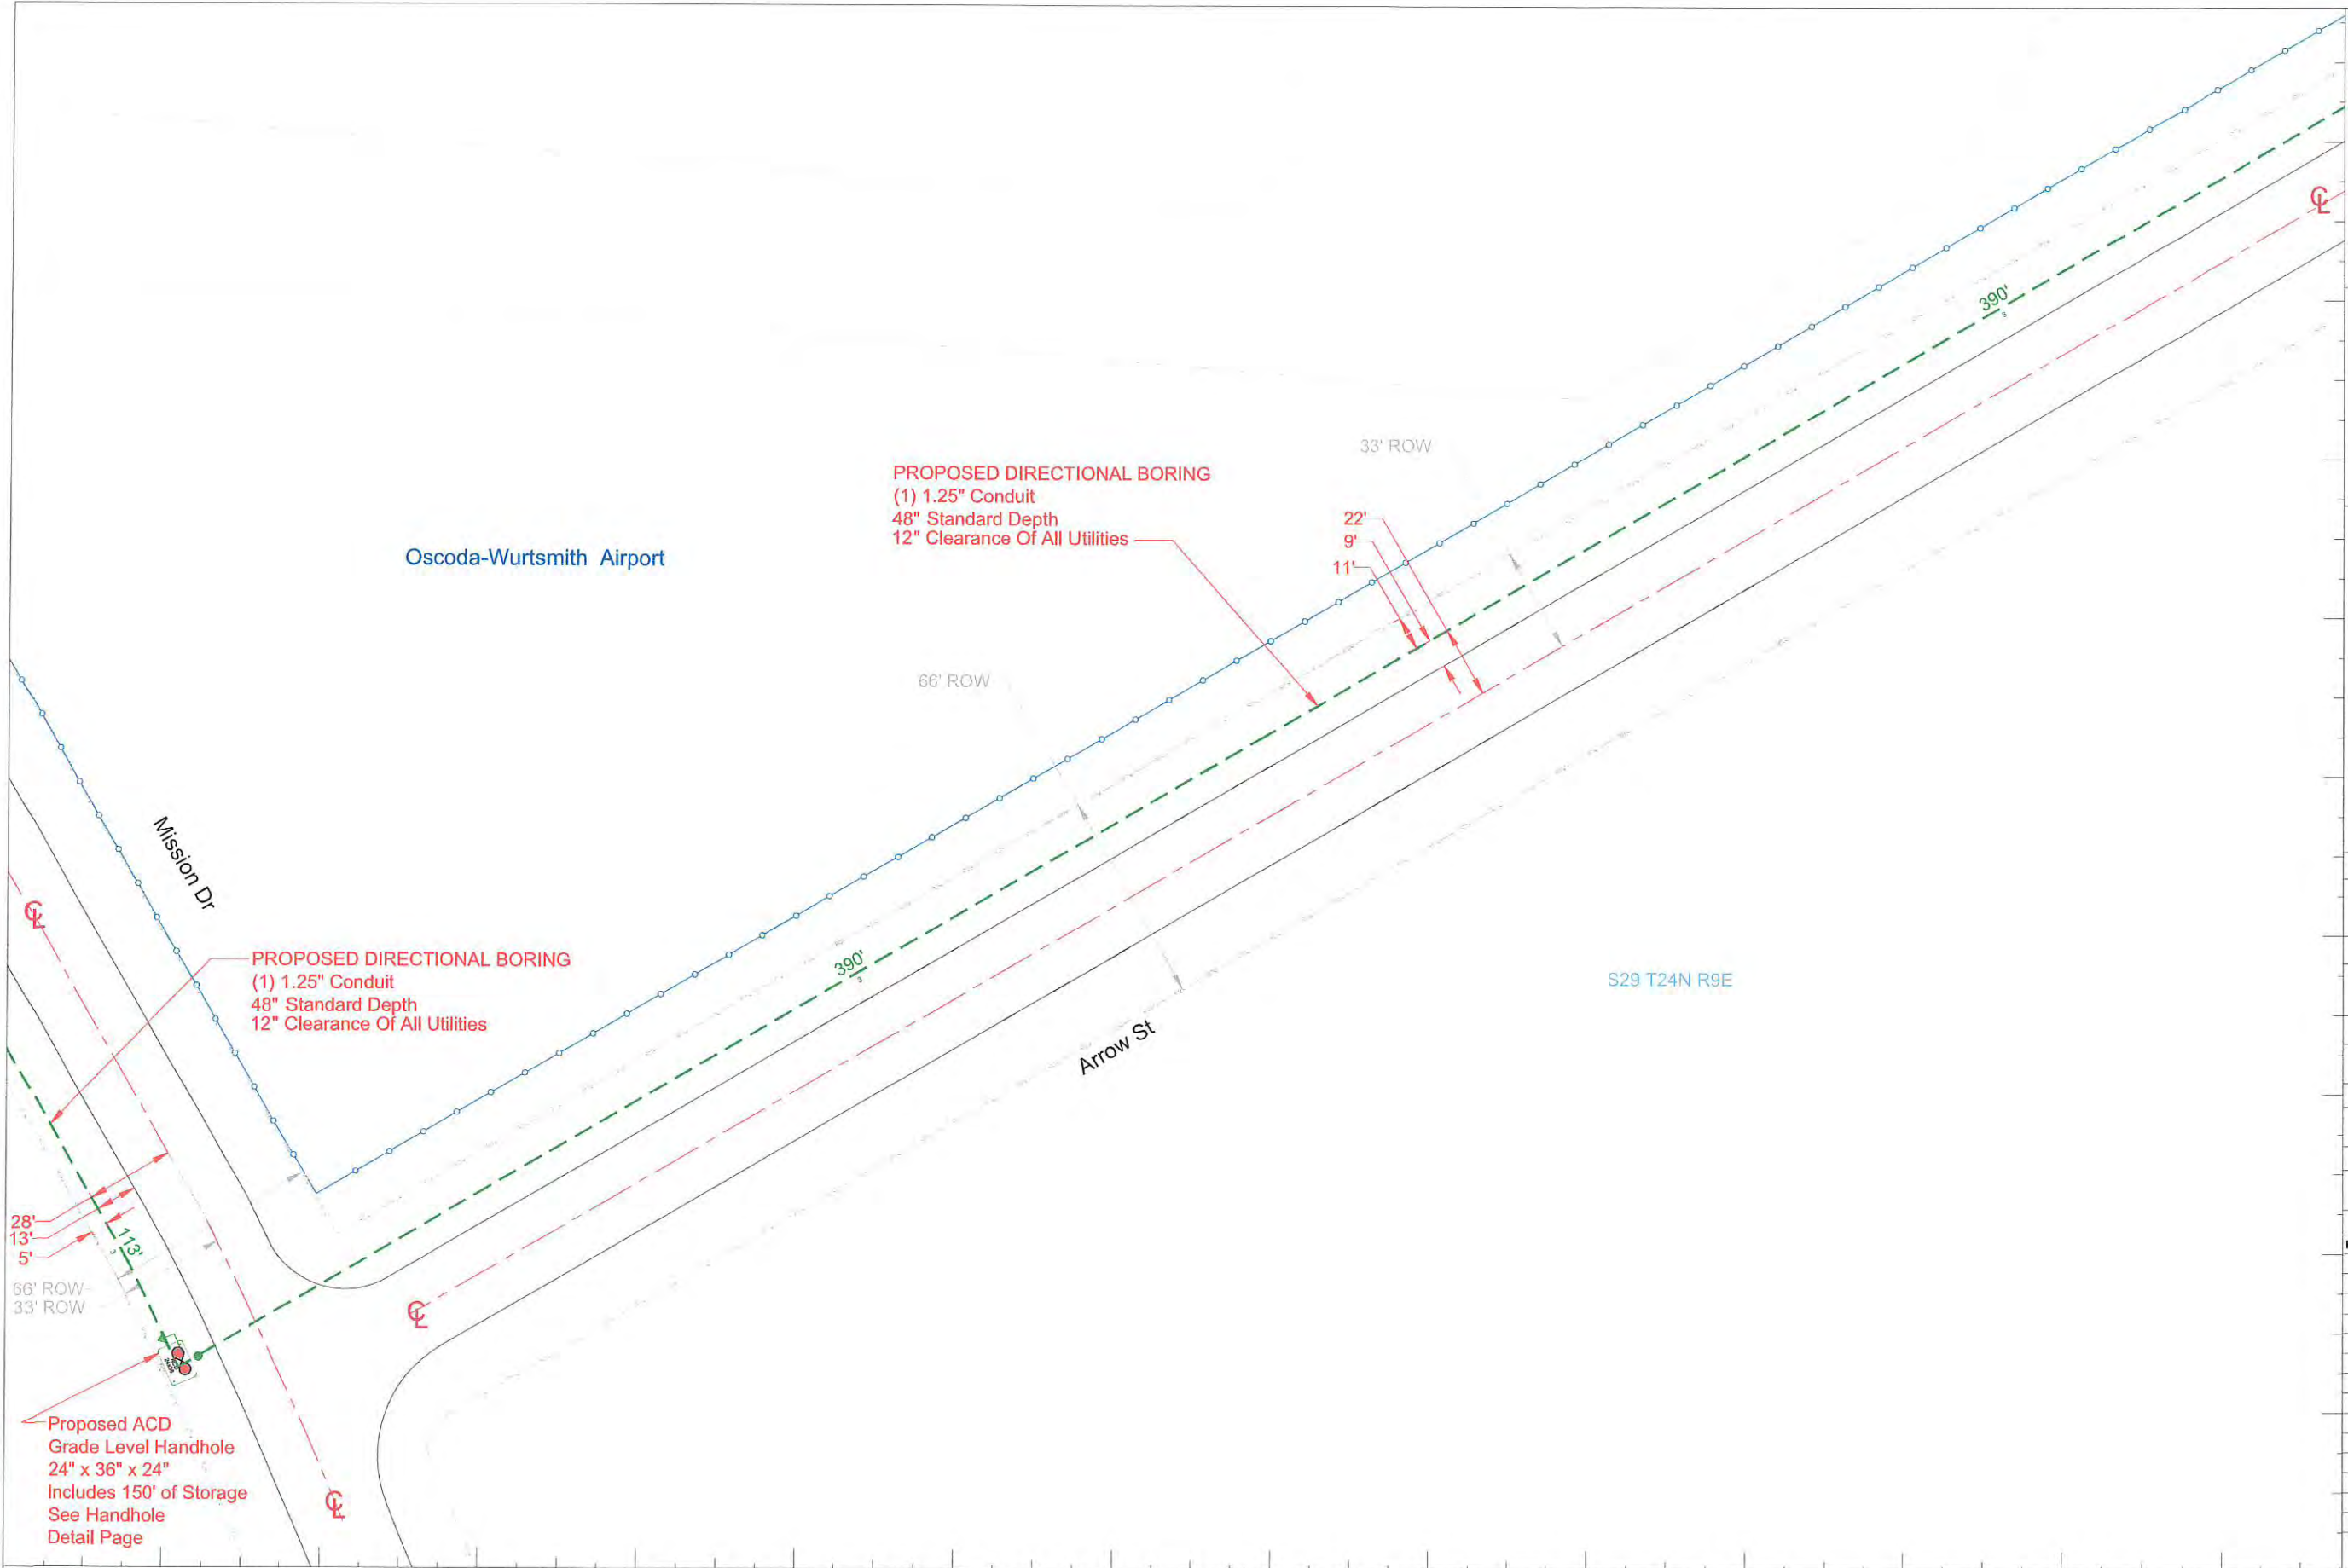 ℄
390'
33' ROW
PROPOSED DIRECTIONAL BORING
(1) 1.25" Conduit
48" Standard Depth
12" Clearance Of All Utilities
22'
9'
11'
Oscoda-Wurtsmith Airport
66' ROW
Mission Dr
℄
PROPOSED DIRECTIONAL BORING
(1) 1.25" Conduit
48" Standard Depth
12" Clearance Of All Utilities
390'
S29 T24N R9E
Arrow St
28'
13'
5'
113'
66' ROW
33' ROW
℄
Proposed ACD
Grade Level Handhole
24" x 36" x 24"
Includes 150' of Storage
See Handhole
Detail Page
℄